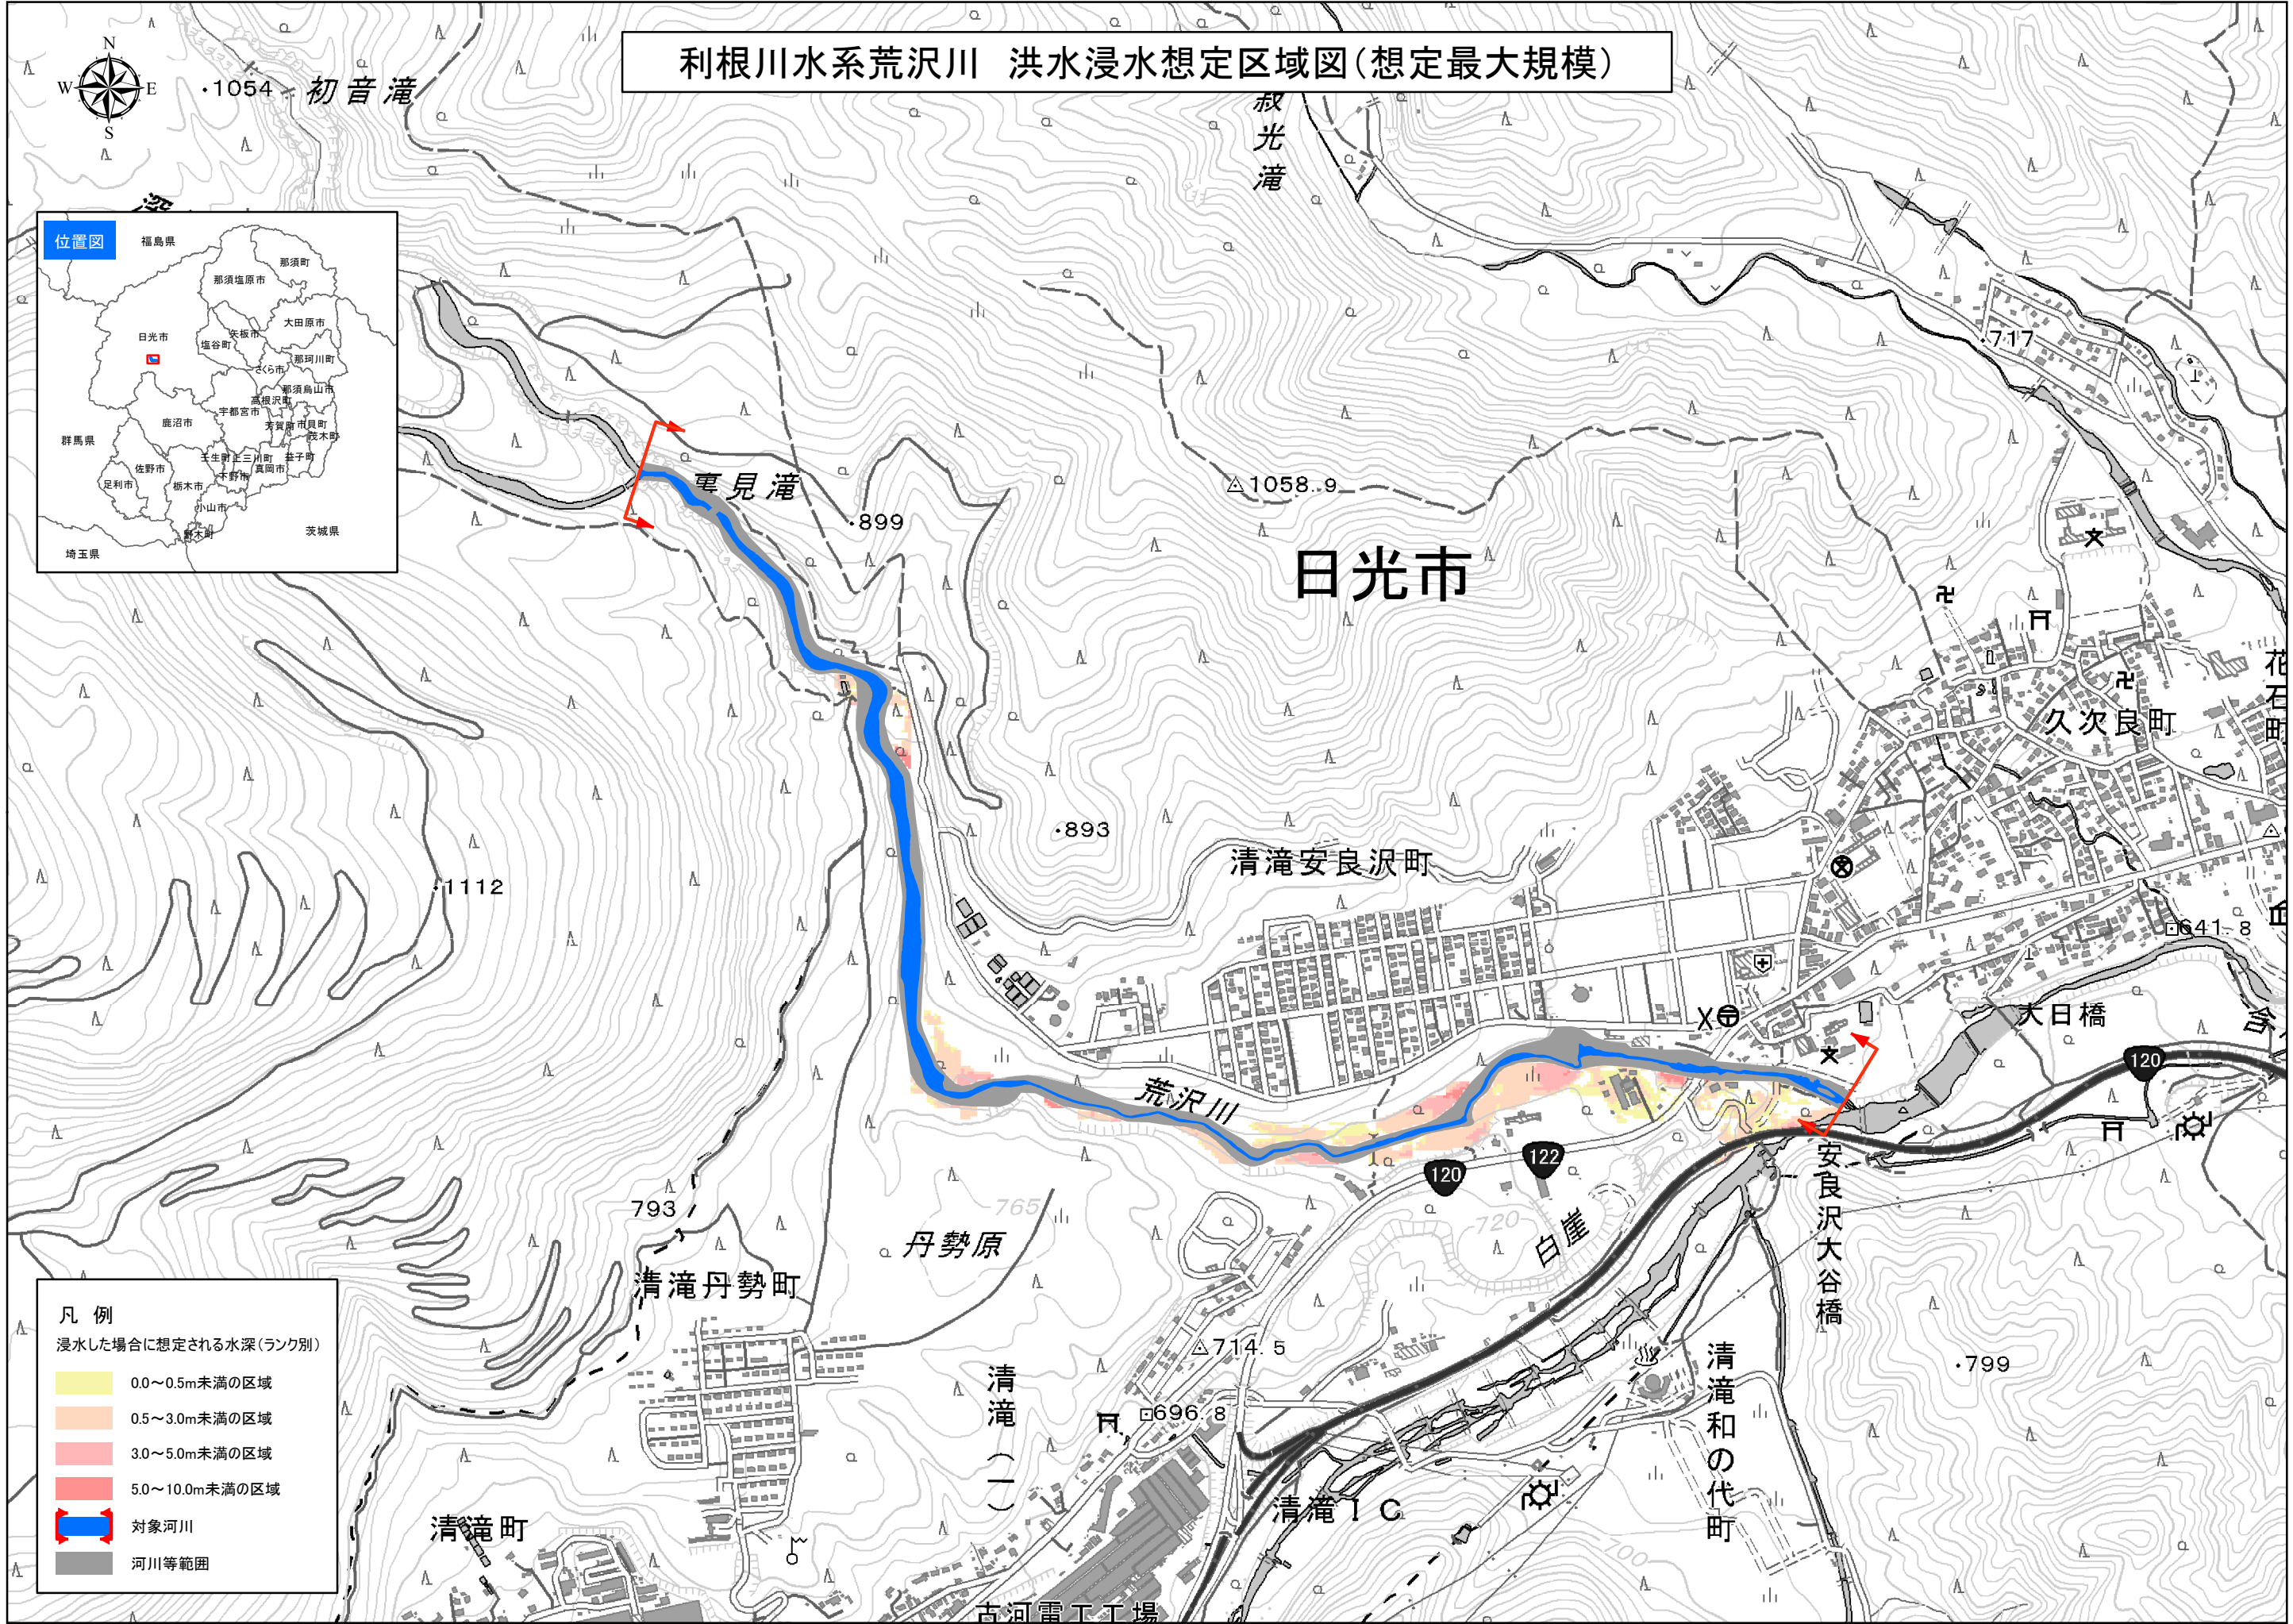 利根川水系荒沢川　洪水浸水想定区域図(想定最大規模)
N
W E
S
・1054
初音滝
寂光滝
深
位置図
福島県
那須町
那須塩原市
大田原市
日光市
矢板市
塩谷町
那珂川町
さくら市
那須烏山市
高根沢町
宇都宮市
鹿沼市
芳賀町
市貝町
茂木町
群馬県
壬生町
上三川町
益子町
真岡市
佐野市
下野市
足利市
栃木市
小山市
野木町
茨城県
埼玉県
・717
裏見滝
1058.9
・899
日光市
花石町
久次良町
・893
清滝安良沢町
・1112
641.8
大日橋
荒沢川
120
120
122
安良沢大谷橋
765
793
丹勢原
720
白崖
清滝丹勢町
714.5
清滝(一)
696.8
清滝和の代町
・799
清滝IC
清滝町
700
古河電工工場
凡 例
浸水した場合に想定される水深(ランク別)
0.0～0.5m未満の区域
0.5～3.0m未満の区域
3.0～5.0m未満の区域
5.0～10.0m未満の区域
対象河川
河川等範囲